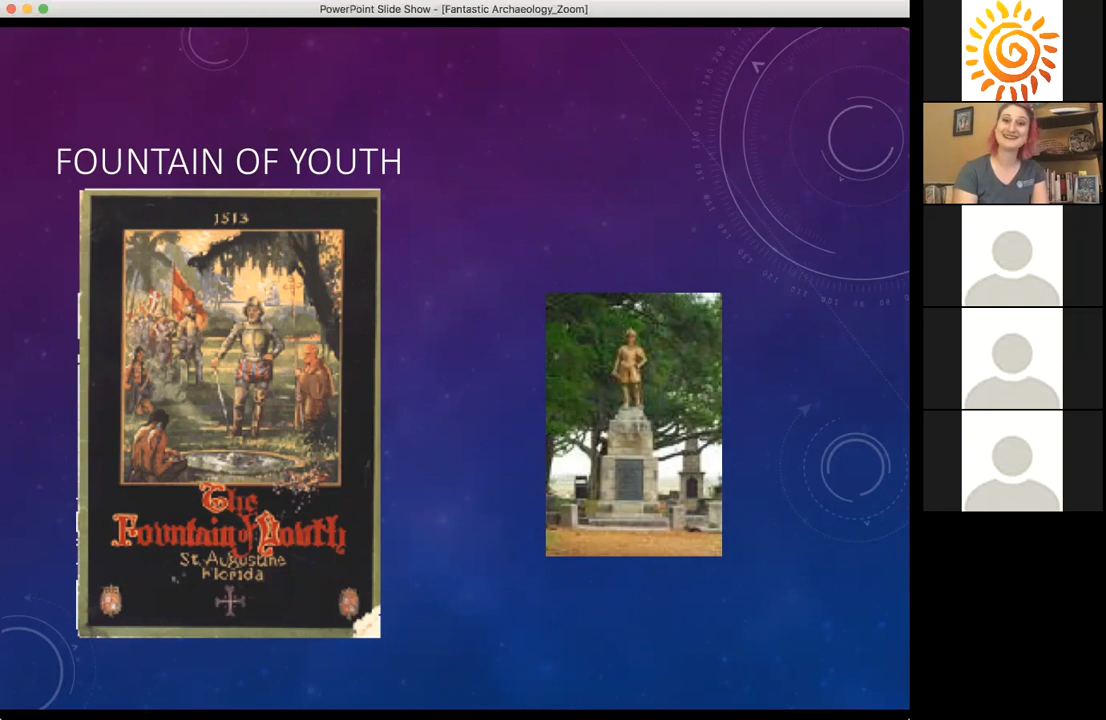 PowerPoint Slide Show - [Fantastic Archaeology_Zoom]
FOUNTAIN OF YOUTH
1513
The
Fountain of Youth
St. Augustine
Florida